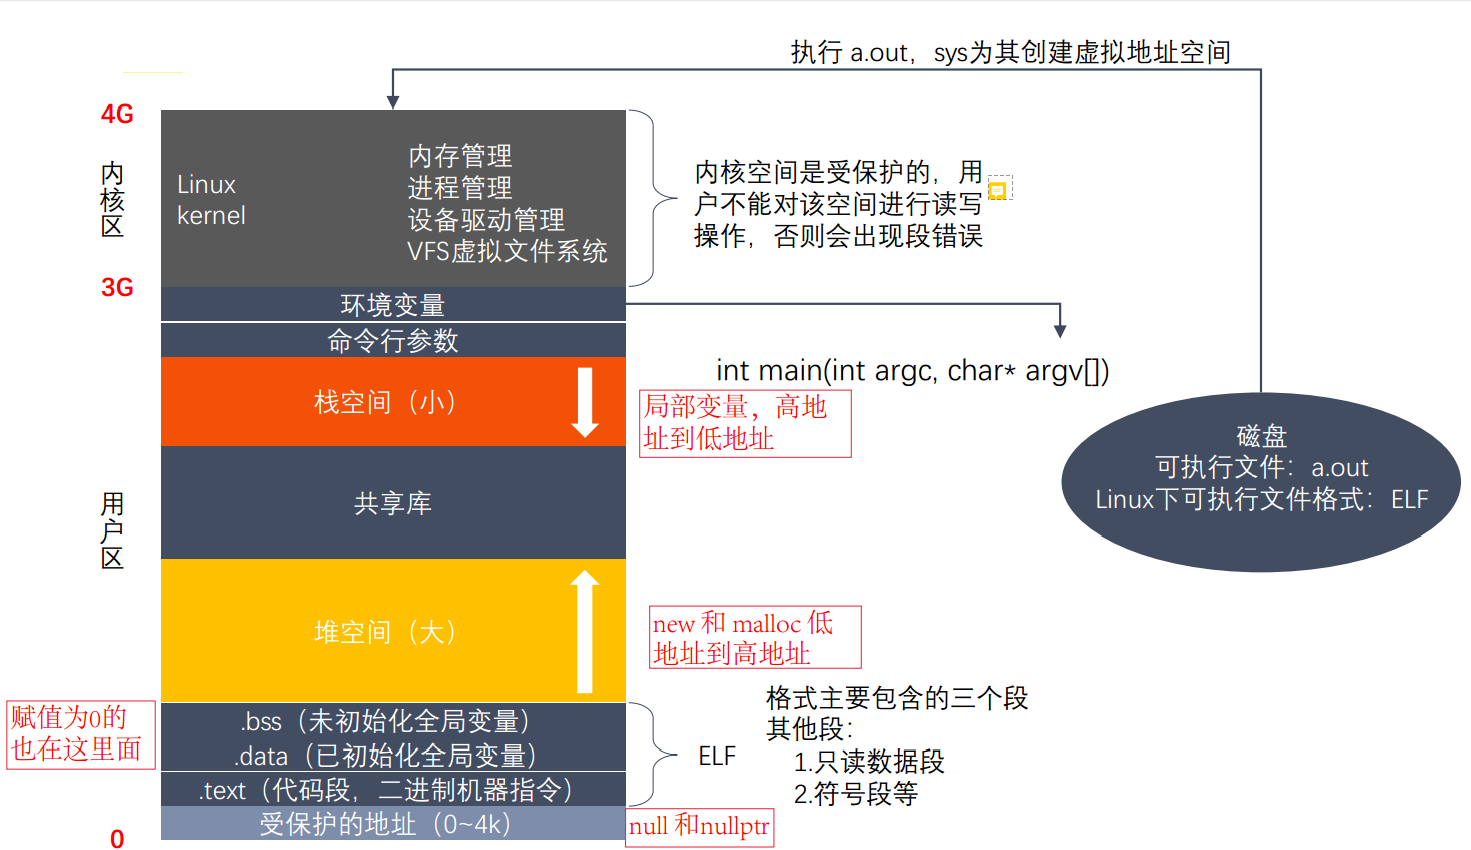 执行 a.out，sys为其创建虚拟地址空间
4G
内核区
Linux
kernel
内存管理
进程管理
设备驱动管理
VFS虚拟文件系统
内核空间是受保护的，用
户不能对该空间进行读写
操作，否则会出现段错误
3G
环境变量
命令行参数
int main(int argc, char* argv[])
栈空间（小）
局部变量，高地
址到低地址
磁盘
可执行文件：a.out
Linux下可执行文件格式：ELF
用户区
共享库
堆空间（大）
new 和 malloc 低
地址到高地址
赋值为0的
也在这里面
.bss（未初始化全局变量）
.data（已初始化全局变量）
.text（代码段，二进制机器指令）
ELF
格式主要包含的三个段
其他段：
1.只读数据段
2.符号段等
受保护的地址（0~4k）
null 和nullptr
0